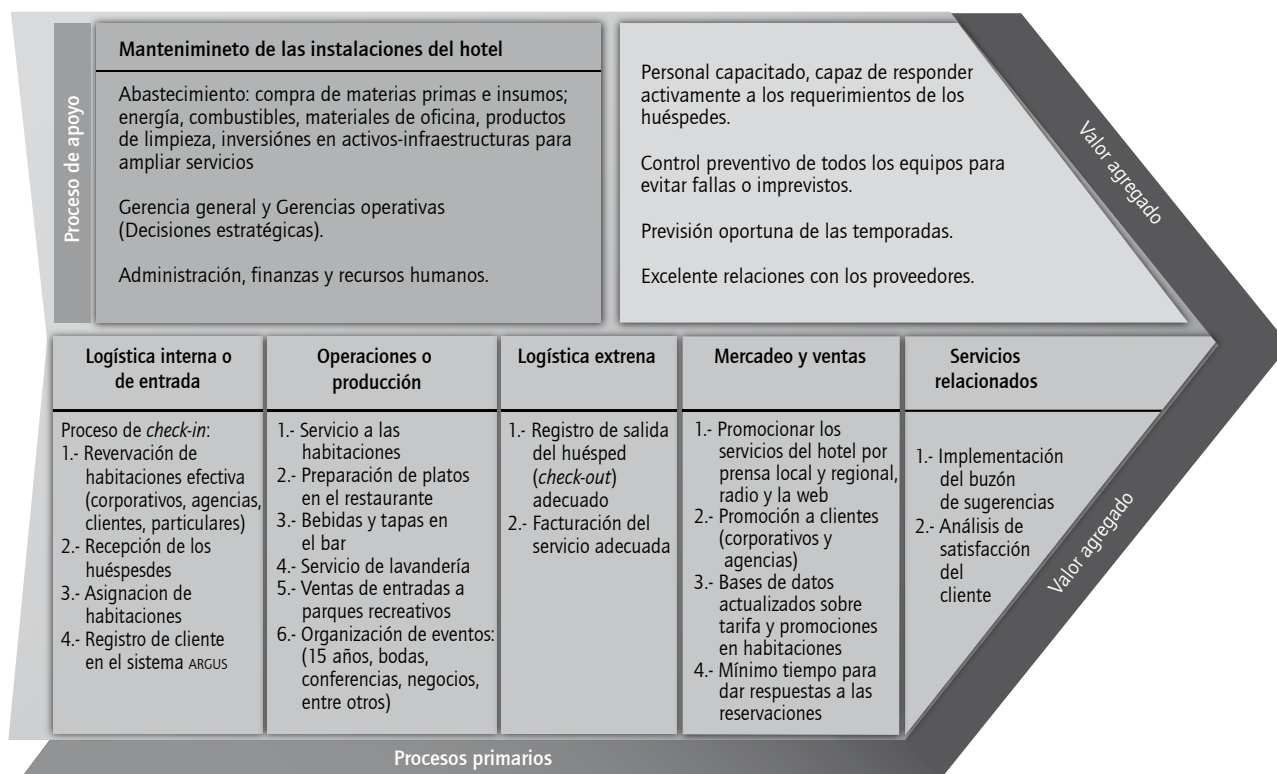 Proceso de apoyo
Mantenimineto de las instalaciones del hotel
Abastecimiento: compra de materias primas e insumos;
energía, combustibles, materiales de oficina, productos
de limpieza, inversiónes en activos-infraestructuras para
ampliar servicios
Gerencia general y Gerencias operativas
(Decisiones estratégicas).
Administración, finanzas y recursos humanos.
Personal capacitado, capaz de responder
activamente a los requerimientos de los
huéspedes.
Control preventivo de todos los equipos para
evitar fallas o imprevistos.
Previsión oportuna de las temporadas.
Excelente relaciones con los proveedores.
Valor agregado
Logística interna o
de entrada
Proceso de check-in:
1.- Revervación de
habitaciones efectiva
(corporativos, agencias,
clientes, particulares)
2.- Recepción de los
huéspesdes
3.- Asignacion de
habitaciones
4.- Registro de cliente
en el sistema ARGUS
Operaciones o
producción
1.- Servicio a las
habitaciones
2.- Preparación de platos
en el restaurante
3.- Bebidas y tapas en
el bar
4.- Servicio de lavandería
5.- Ventas de entradas a
parques recreativos
6.- Organización de eventos:
(15 años, bodas,
conferencias, negocios,
entre otros)
Logística extrena
1.- Registro de salida
del huésped
(check-out)
adecuado
2.- Facturación del
servicio adecuada
Mercadeo y ventas
1.- Promocionar los
servicios del hotel por
prensa local y regional,
radio y la web
2.- Promoción a clientes
(corporativos y
agencias)
3.- Bases de datos
actualizados sobre
tarifa y promociones
en habitaciones
4.- Mínimo tiempo para
dar respuestas a las
reservaciones
Servicios
relacionados
1.- Implementación
del buzón
de sugerencias
2.- Análisis de
satisfacción
del
cliente
Valor agregado
Procesos primarios